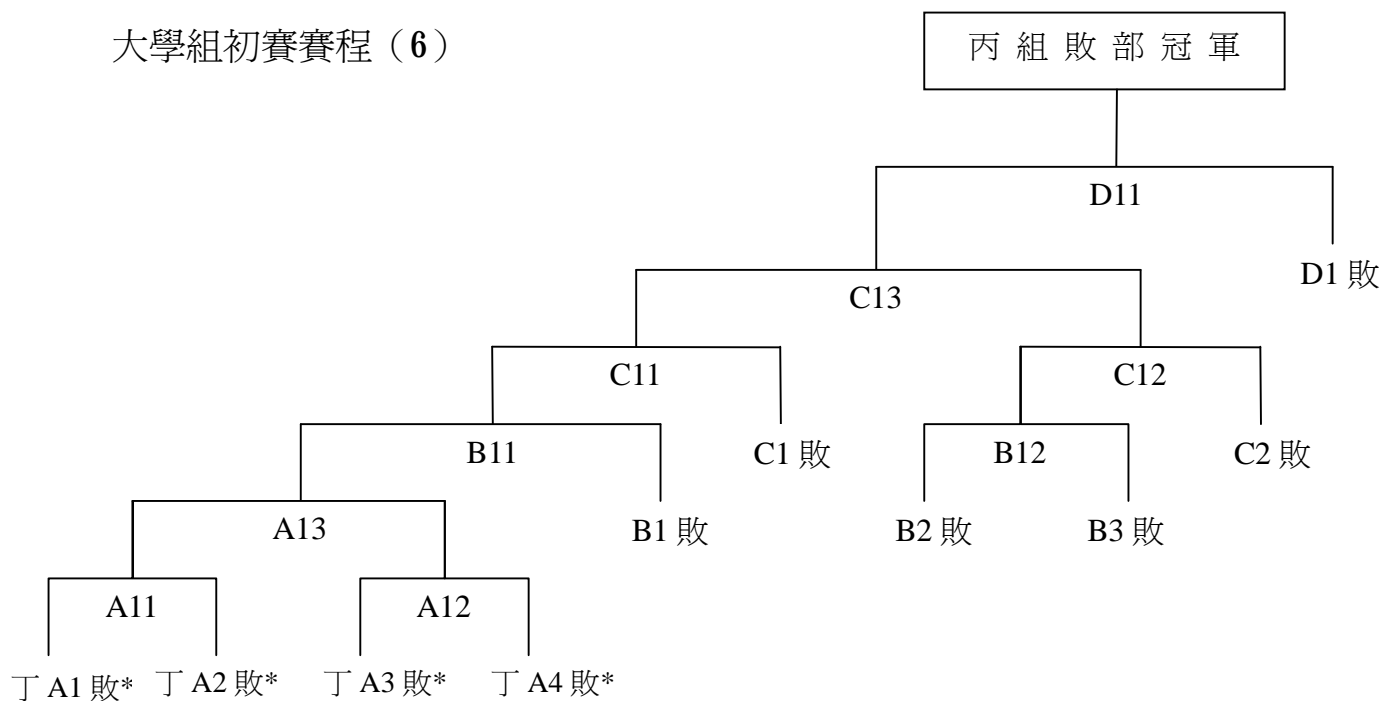 大學組初賽賽程（6）
丙 組 敗 部 冠 軍
D11
D1 敗
C13
C11
C12
B11
C1 敗
B12
C2 敗
A13
B1 敗
B2 敗
B3 敗
A11
A12
丁 A1 敗*
丁 A2 敗*
丁 A3 敗*
丁 A4 敗*